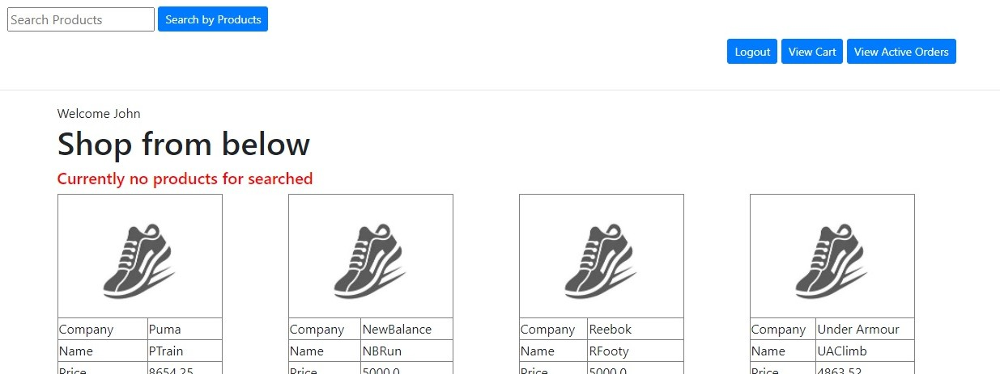 Search Products Search by Products
Logout View Cart View Active Orders
Welcome John
Shop from below
Currently no products for searched
Company Puma Company NewBalance Company Reebok Company Under Armour
Name PTrain Name NBRun Name RFooty Name UAClimb
Price 8654.25 Price 5000.0 Price 5000.0 Price 4863.52